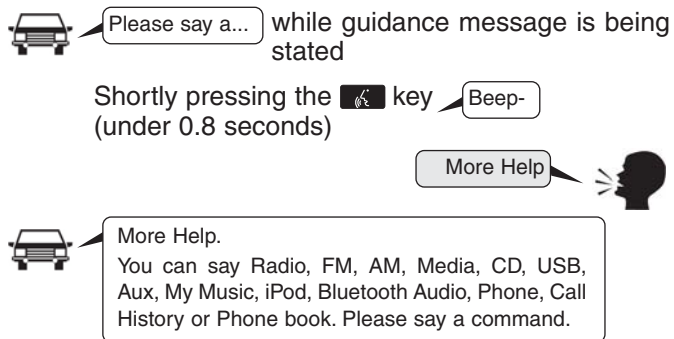 Please say a... while guidance message is being
stated
Shortly pressing the key Beep-
(under 0.8 seconds)
More Help
More Help.
You can say Radio, FM, AM, Media, CD, USB,
Aux, My Music, iPod, Bluetooth Audio, Phone, Call
History or Phone book. Please say a command.